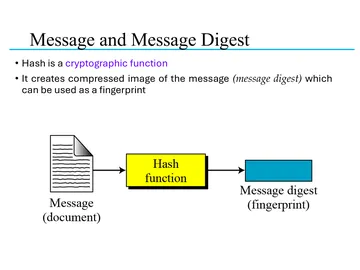 Message and Message Digest
• Hash is a cryptographic function
• It creates compressed image of the message (message digest) which
can be used as a fingerprint
Hash
function
Message
(document)
Message digest
(fingerprint)